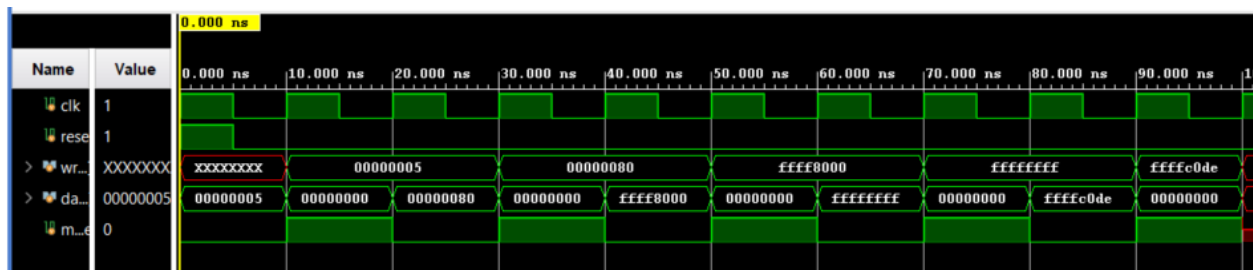 0.000 ns
Name Value 0.000 ns 10.000 ns 20.000 ns 30.000 ns 40.000 ns 50.000 ns 60.000 ns 70.000 ns 80.000 ns 90.000 ns 1
clk 1
rese 1
wr... XXXXXXX XXXXXXXX 00000005 00000080 ffff8000 ffffffff ffffc0de
da... 00000005 00000005 00000000 00000080 00000000 ffff8000 00000000 ffffffff 00000000 ffffc0de 00000000
m...e 0